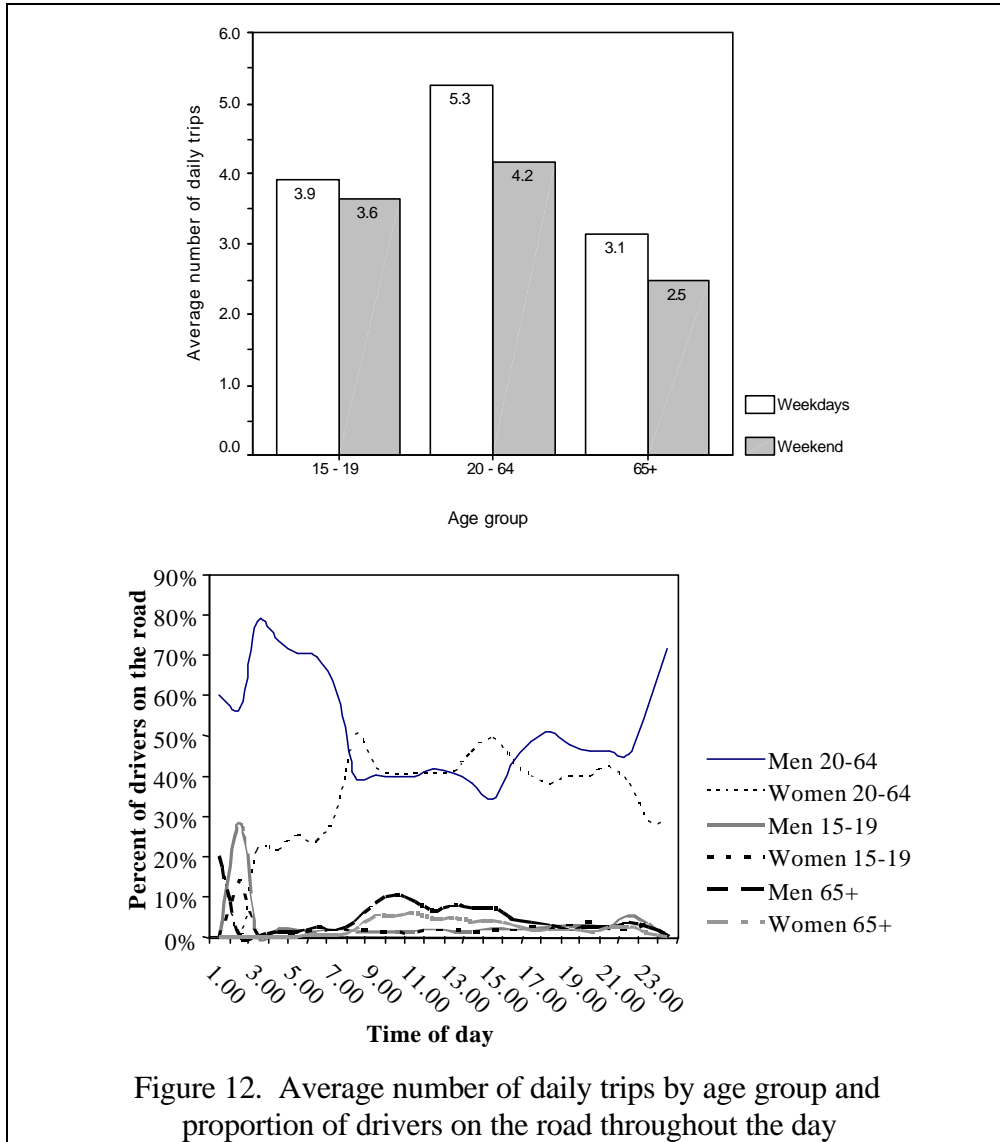 6.0
5.0
4.0
3.0
2.0
1.0
0.0
Average number of daily trips
3.9
3.6
5.3
4.2
3.1
2.5
15 - 19
20 - 64
65+
Age group
Weekdays
Weekend
90%
80%
70%
60%
50%
40%
30%
20%
10%
0%
Percent of drivers on the road
1.00
3.00
5.00
7.00
9.00
11.00
13.00
15.00
17.00
19.00
21.00
23.00
Time of day
Men 20-64
Women 20-64
Men 15-19
Women 15-19
Men 65+
Women 65+
Figure 12. Average number of daily trips by age group and
proportion of drivers on the road throughout the day